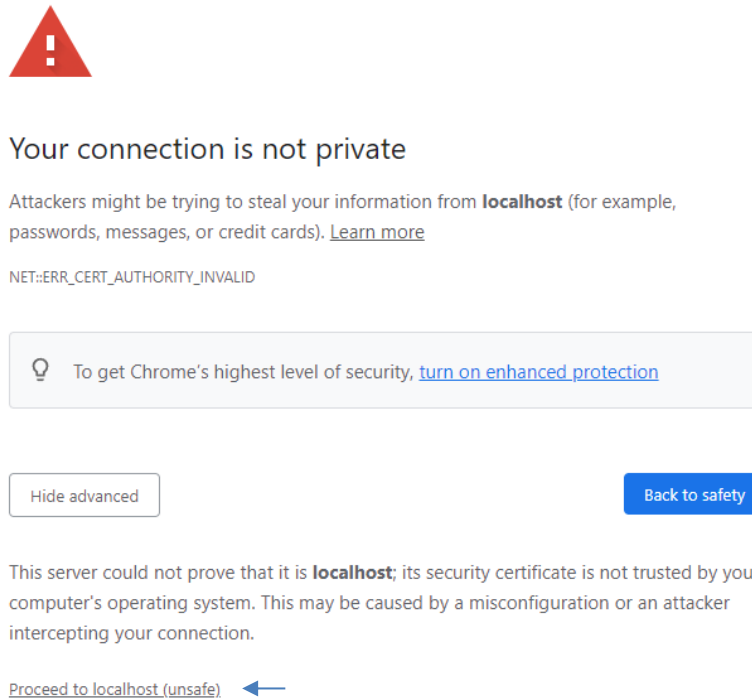 Your connection is not private
Attackers might be trying to steal your information from localhost (for example,
passwords, messages, or credit cards). Learn more
NET::ERR_CERT_AUTHORITY_INVALID
To get Chrome's highest level of security, turn on enhanced protection
Hide advanced
Back to safety
This server could not prove that it is localhost; its security certificate is not trusted by you
computer's operating system. This may be caused by a misconfiguration or an attacker
intercepting your connection.
Proceed to localhost (unsafe)